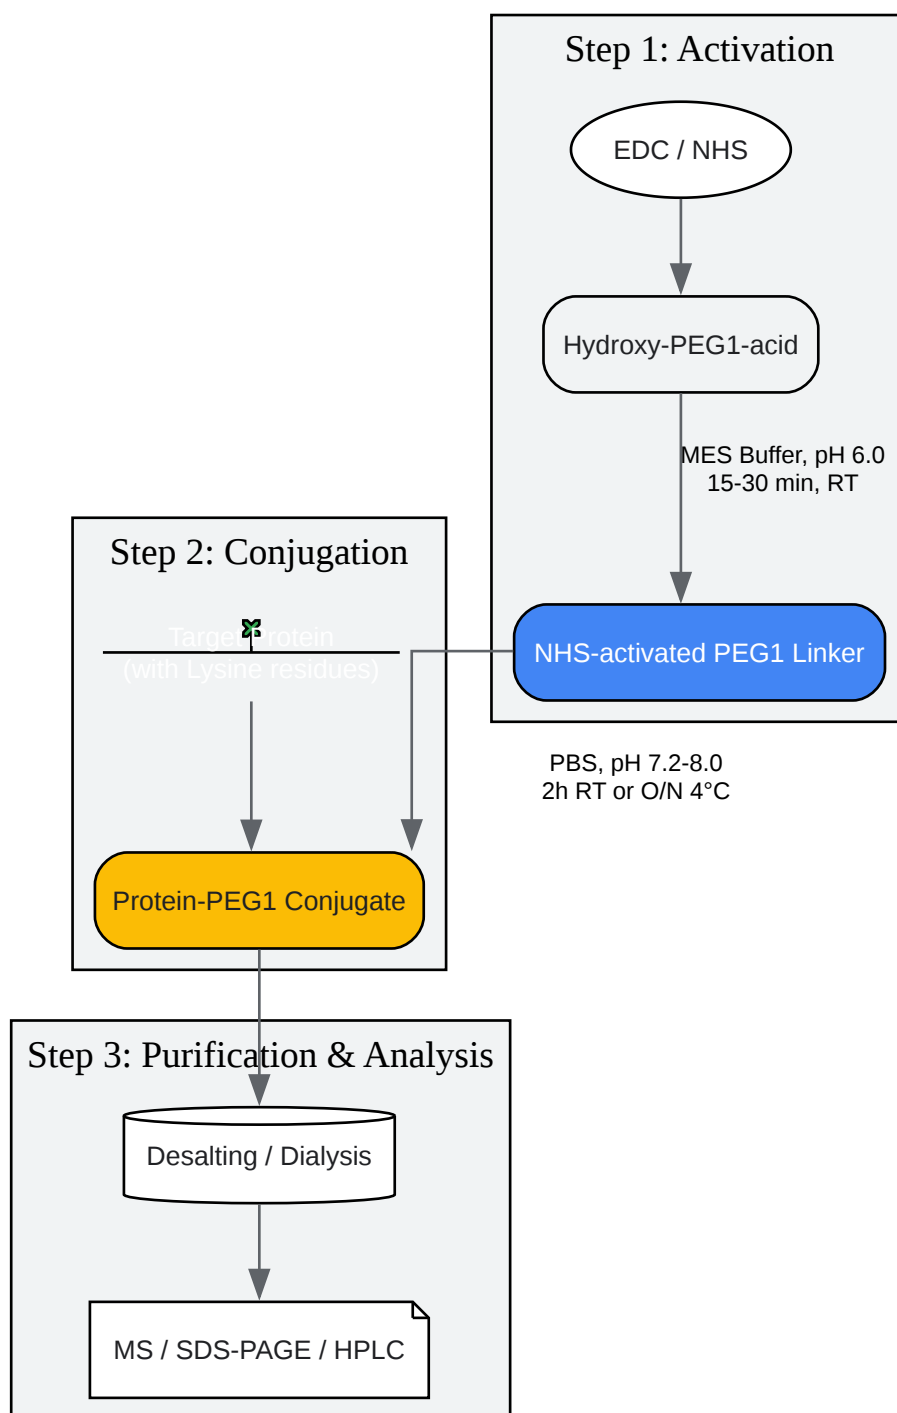 Step 1: Activation
EDC / NHS
Hydroxy-PEG1-acid
MES Buffer, pH 6.0
15-30 min, RT
NHS-activated PEG1 Linker
Step 2: Conjugation
Target Protein
(with Lysine residues)
PBS, pH 7.2-8.0
2h RT or O/N 4°C
Protein-PEG1 Conjugate
Step 3: Purification & Analysis
Desalting / Dialysis
MS / SDS-PAGE / HPLC